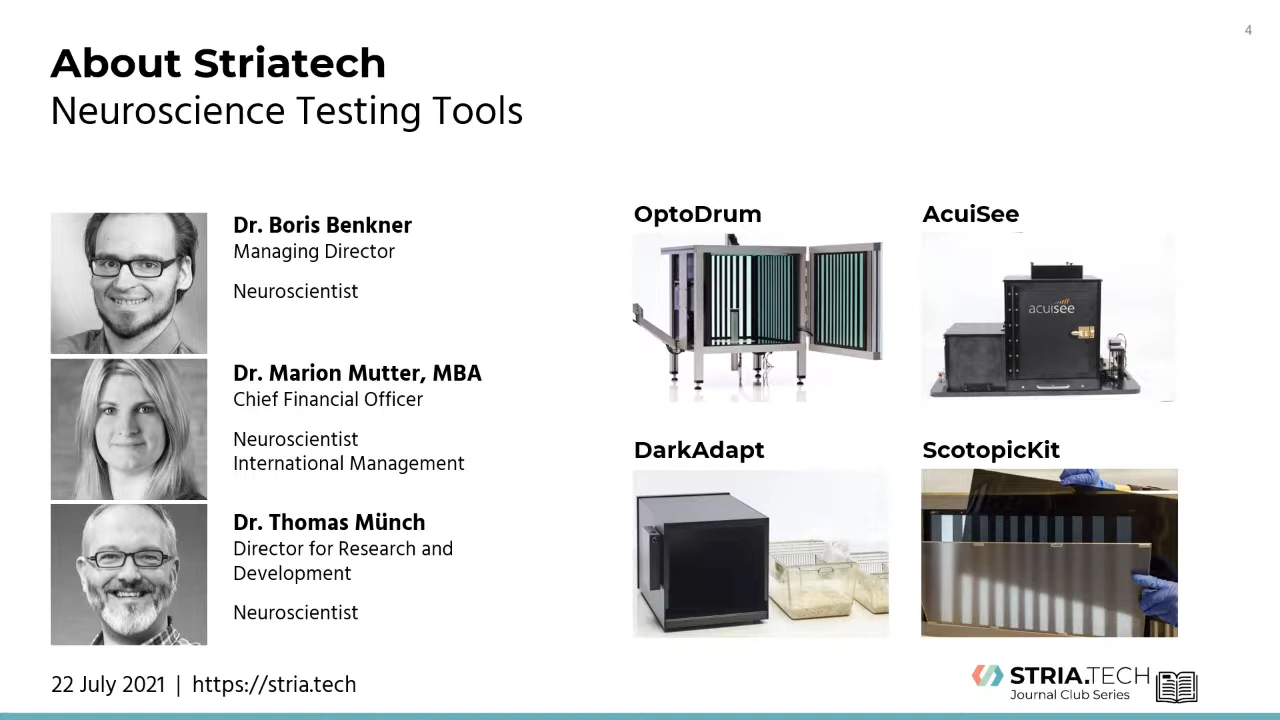 4
About Striatech
Neuroscience Testing Tools
Dr. Boris Benkner
Managing Director
Neuroscientist
Dr. Marion Mutter, MBA
Chief Financial Officer
Neuroscientist
International Management
Dr. Thomas Münch
Director for Research and
Development
Neuroscientist
OptoDrum
AcuiSee
acuisee
DarkAdapt
ScotopicKit
22 July 2021 | https://stria.tech
STRIA.TECH
Journal Club Series